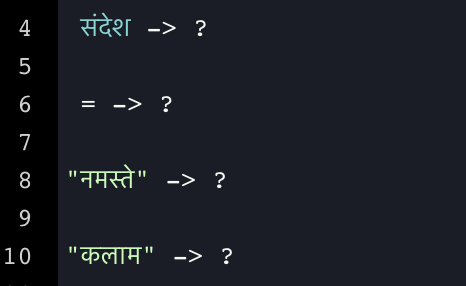 4 संदेश -> ?
5
6 = -> ?
7
8 "नमस्ते" -> ?
9
10 "कलाम" -> ?